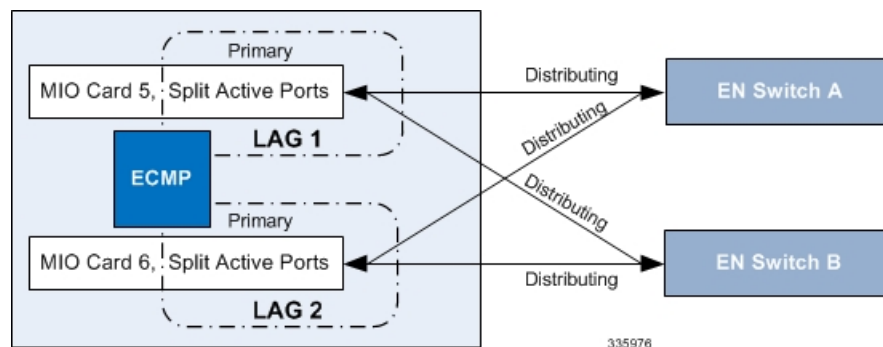 Primary
MIO Card 5, Split Active Ports
LAG 1
ECMP
Primary
MIO Card 6, Split Active Ports
LAG 2
Distributing
Distributing
Distributing
Distributing
EN Switch A
EN Switch B
335976